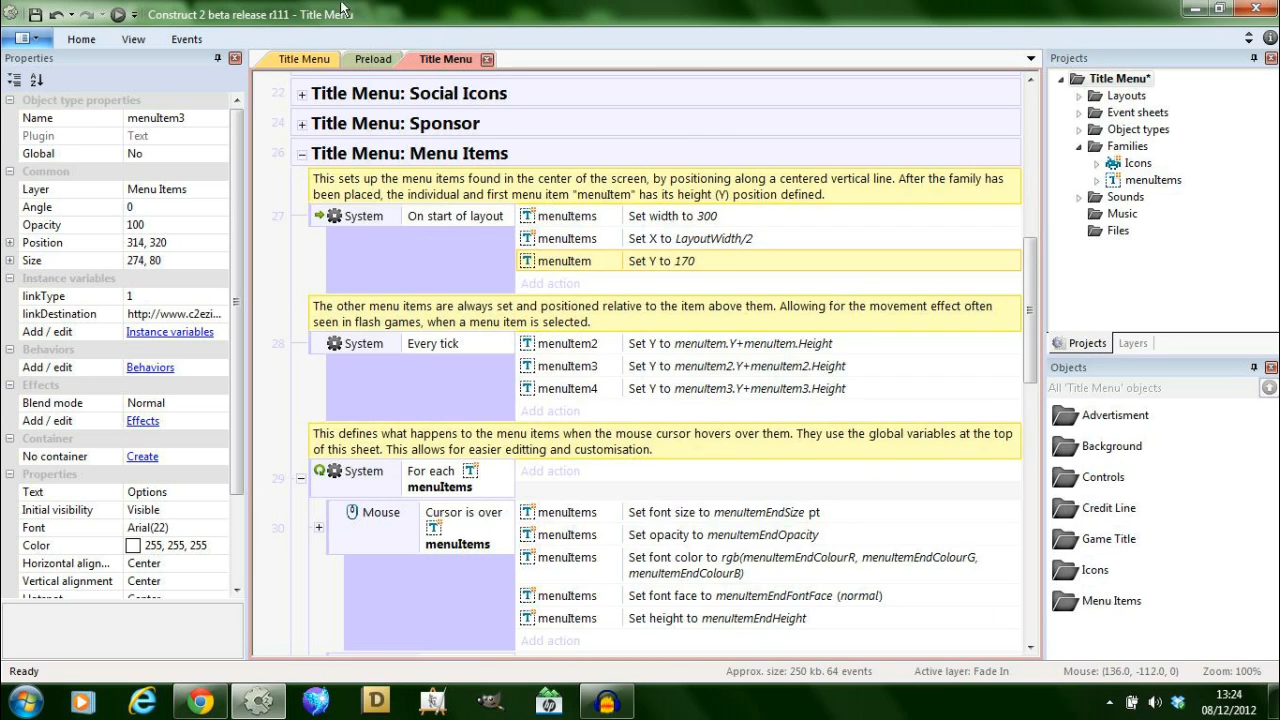 Construct 2 beta release r111 - Title Menu
Home
View
Events
Properties
Object type properties
Name menuItem3
Plugin Text
Global No
Common
Layer Menu Items
Angle 0
Opacity 100
Position 314, 320
Size 274, 80
Instance variables
linkType 1
linkDestination http://www.c2ezi...
Add / edit Instance variables
Behaviors
Add / edit Behaviors
Effects
Blend mode Normal
Add / edit Effects
Container
No container Create
Properties
Text Options
Initial visibility Visible
Font Arial(22)
Color 255, 255, 255
Horizontal align... Center
Vertical alignment Center
Title Menu
Preload
Title Menu
22 Title Menu: Social Icons
24 Title Menu: Sponsor
26 Title Menu: Menu Items
This sets up the menu items found in the center of the screen, by positioning along a centered vertical line. After the family has
been placed, the individual and first menu item "menuItem" has its height (Y) position defined.
27 System On start of layout menuItems Set width to 300
menuItems Set X to LayoutWidth/2
menuItem Set Y to 170
Add action
The other menu items are always set and positioned relative to the item above them. Allowing for the movement effect often
seen in flash games, when a menu item is selected.
28 System Every tick menuItem2 Set Y to menuItem.Y+menuItem.Height
menuItem3 Set Y to menuItem2.Y+menuItem2.Height
menuItem4 Set Y to menuItem3.Y+menuItem3.Height
Add action
This defines what happens to the menu items when the mouse cursor hovers over them. They use the global variables at the top
of this sheet. This allows for easier editting and customisation.
29 System For each T menuItems Add action
30 Mouse Cursor is over T menuItems
menuItems Set font size to menuItemEndSize pt
menuItems Set opacity to menuItemEndOpacity
menuItems Set font color to rgb(menuItemEndColourR, menuItemEndColourG,
menuItemEndColourB)
menuItems Set font face to menuItemEndFontFace (normal)
menuItems Set height to menuItemEndHeight
Add action
Projects
Title Menu*
Layouts
Event sheets
Object types
Families
Icons
menuItems
Sounds
Music
Files
Projects
Layers
Objects
All 'Title Menu' objects
Advertisment
Background
Controls
Credit Line
Game Title
Icons
Menu Items
Ready
Approx. size: 250 kb. 64 events
Active layer: Fade In
Mouse: (136.0, -112.0, 0)
Zoom: 100%
13:24
08/12/2012